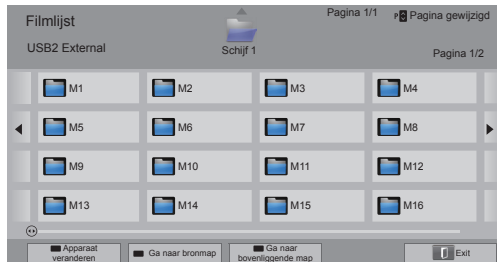 Filmlijst
Pagina 1/1
P Pagina gewijzigd
USB2 External
Schijf 1
Pagina 1/2
M1
M2
M3
M4
M5
M6
M7
M8
M9
M10
M11
M12
M13
M14
M15
M16
Apparaat
veranderen
Ga naar bronmap
Ga naar
bovenliggende map
Exit